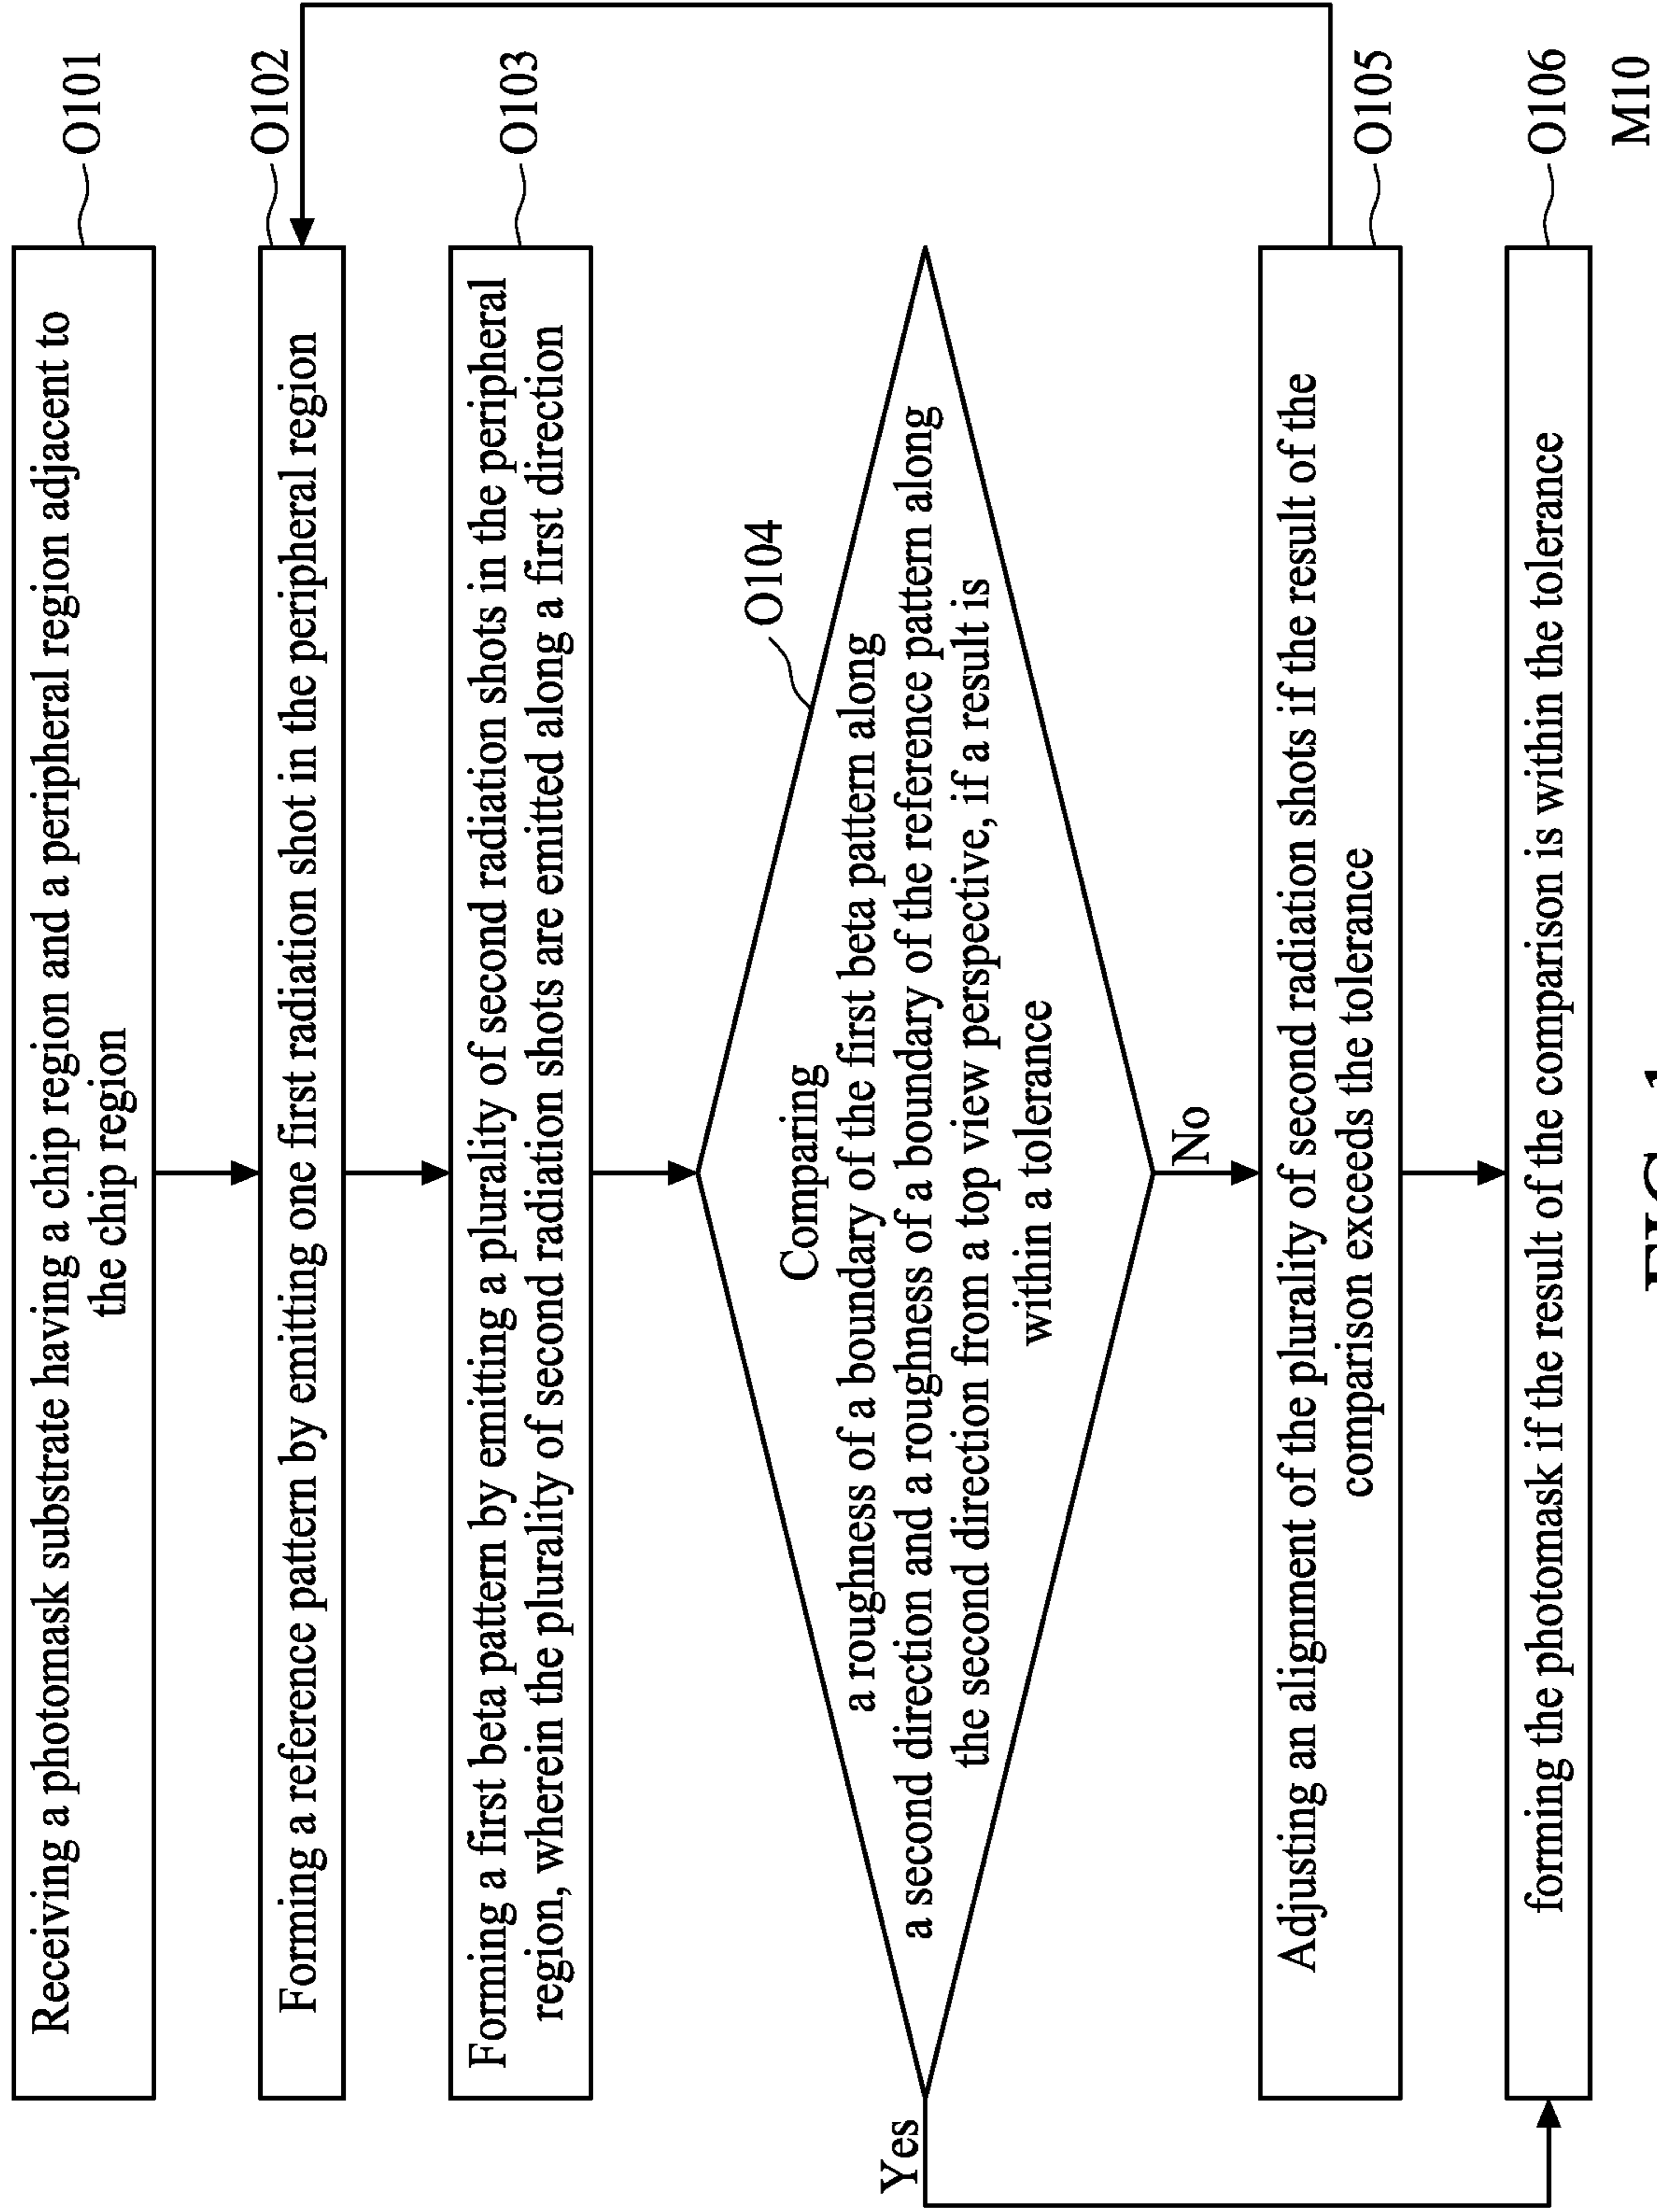 Receiving a photomask substrate having a chip region and a peripheral region adjacent to
the chip region
O101
Forming a reference pattern by emitting one first radiation shot in the peripheral region
O102
Forming a first beta pattern by emitting a plurality of second radiation shots in the peripheral
region, wherein the plurality of second radiation shots are emitted along a first direction
O103
Comparing
a roughness of a boundary of the first beta pattern along
a second direction and a roughness of a boundary of the reference pattern along
the second direction from a top view perspective, if a result is
within a tolerance
O104
Yes
No
Adjusting an alignment of the plurality of second radiation shots if the result of the
comparison exceeds the tolerance
O105
forming the photomask if the result of the comparison is within the tolerance
O106
M10
FIG. 1